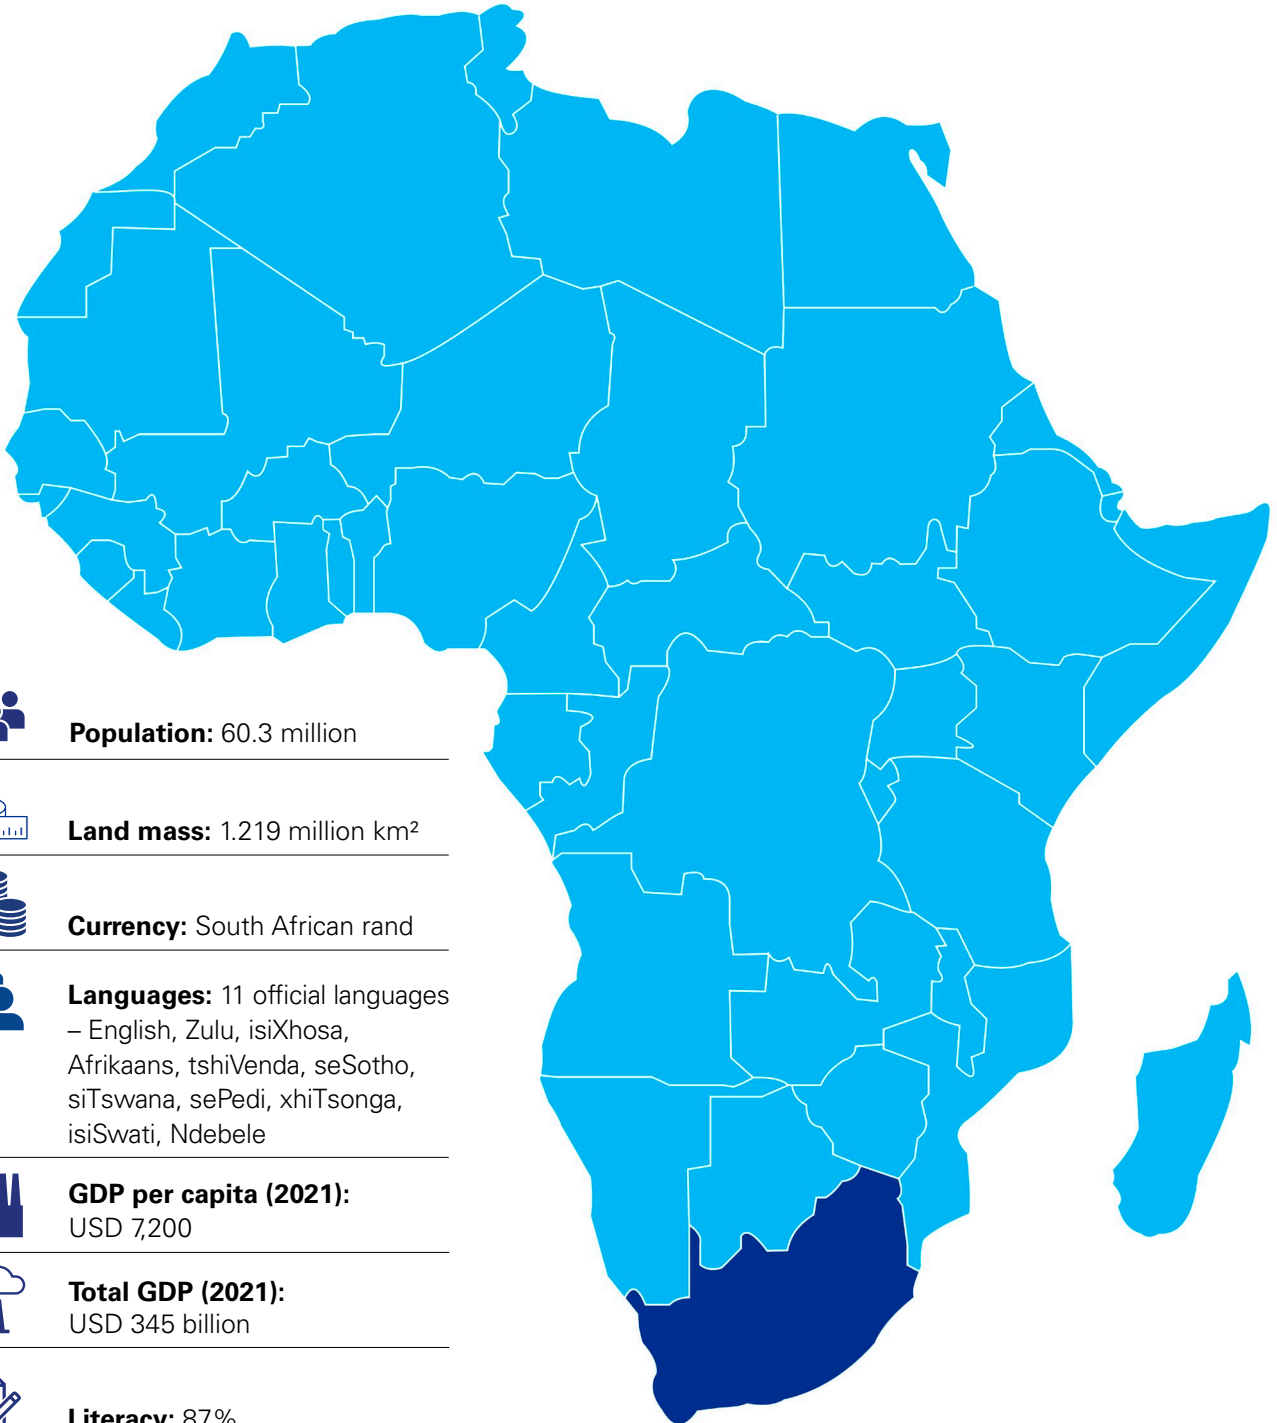 Population: 60.3 million
Land mass: 1.219 million km²
Currency: South African rand
Languages: 11 official languages
– English, Zulu, isiXhosa,
Afrikaans, tshiVenda, seSotho,
siTswana, sePedi, xhiTsonga,
isiSwati, Ndebele
GDP per capita (2021):
USD 7,200
Total GDP (2021):
USD 345 billion
Literacy: 87%